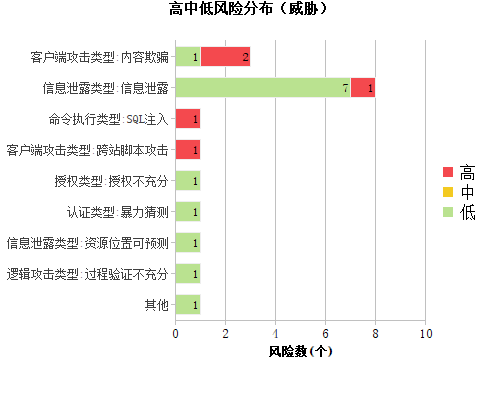 高中低风险分布（威胁）
客户端攻击类型:内容欺骗 1 2
信息泄露类型:信息泄露 7 1
命令执行类型:SQL注入 1
客户端攻击类型:跨站脚本攻击 1
授权类型:授权不充分 1
认证类型:暴力猜测 1
信息泄露类型:资源位置可预测 1
逻辑攻击类型:过程验证不充分 1
其他 1
高
中
低
0 2 4 6 8 10
风险数(个)